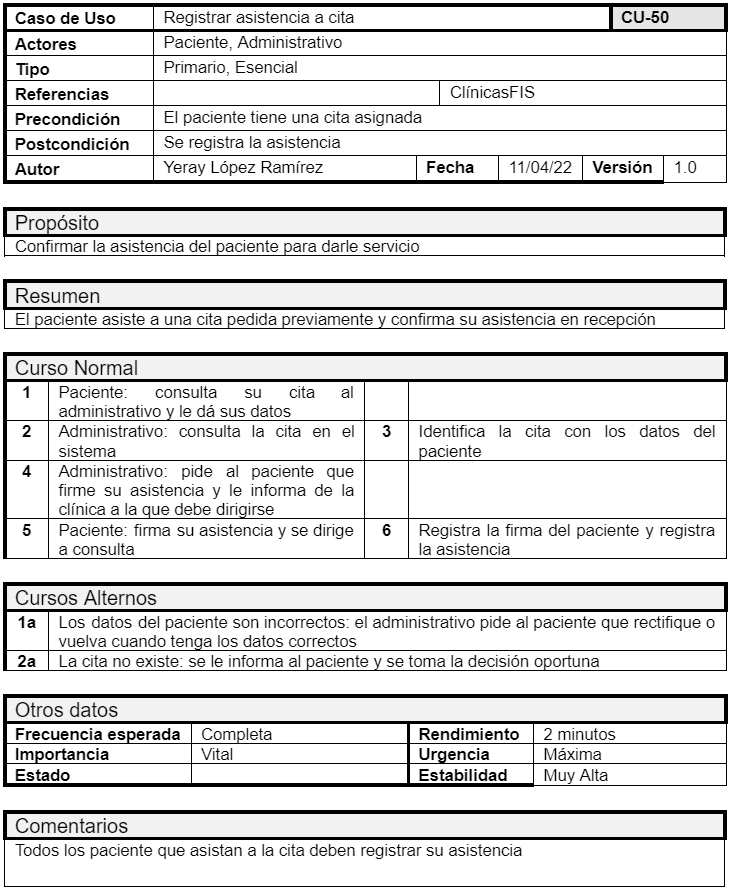 Caso de Uso Registrar asistencia a cita CU-50
Actores Paciente, Administrativo
Tipo Primario, Esencial
Referencias ClínicasFIS
Precondición El paciente tiene una cita asignada
Postcondición Se registra la asistencia
Autor Yeray López Ramírez Fecha 11/04/22 Versión 1.0
Propósito
Confirmar la asistencia del paciente para darle servicio
Resumen
El paciente asiste a una cita pedida previamente y confirma su asistencia en recepción
Curso Normal
1 Paciente: consulta su cita al
administrativo y le dá sus datos
2 Administrativo: consulta la cita en el
sistema
3 Identifica la cita con los datos del
paciente
4 Administrativo: pide al paciente que
firme su asistencia y le informa de la
clínica a la que debe dirigirse
5 Paciente: firma su asistencia y se dirige
a consulta
6 Registra la firma del paciente y registra
la asistencia
Cursos Alternos
1a Los datos del paciente son incorrectos: el administrativo pide al paciente que rectifique o
vuelva cuando tenga los datos correctos
2a La cita no existe: se le informa al paciente y se toma la decisión oportuna
Otros datos
Frecuencia esperada Completa Rendimiento 2 minutos
Importancia Vital Urgencia Máxima
Estado Estabilidad Muy Alta
Comentarios
Todos los paciente que asistan a la cita deben registrar su asistencia